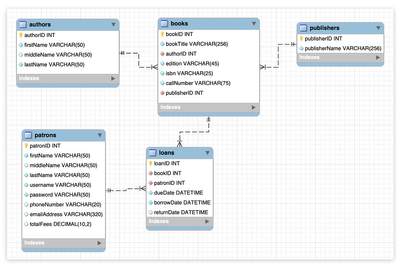 authors
authorID INT
firstName VARCHAR(50)
middleName VARCHAR(50)
lastName VARCHAR(50)
Indexes
books
bookID INT
bookTitle VARCHAR(256)
authorID INT
edition VARCHAR(45)
isbn VARCHAR(25)
callNumber VARCHAR(75)
publisherID INT
Indexes
publishers
publisherID INT
publisherName VARCHAR(256)
Indexes
patrons
patronID INT
firstName VARCHAR(50)
middleName VARCHAR(50)
lastName VARCHAR(50)
username VARCHAR(50)
password VARCHAR(50)
phoneNumber VARCHAR(20)
emailAddress VARCHAR(320)
totalFees DECIMAL(10,2)
loans
loanID INT
bookID INT
patronID INT
dueDate DATETIME
borrowDate DATETIME
returnDate DATETIME